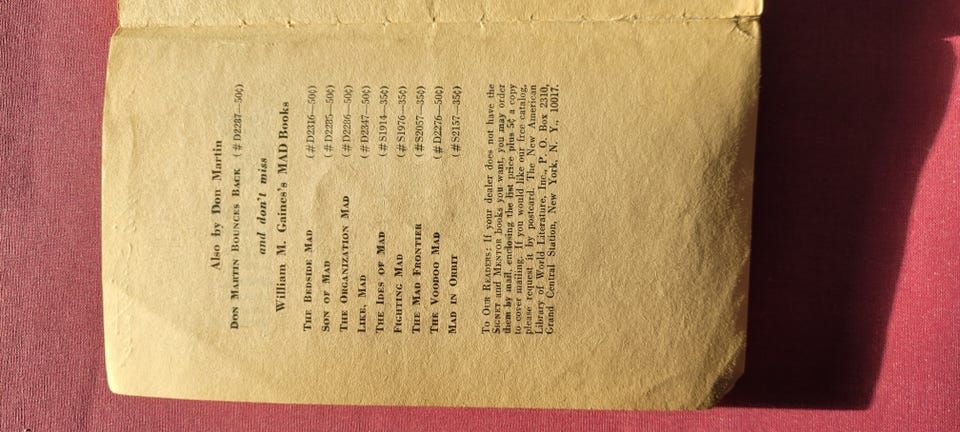 Also by Don Martin
DON MARTIN BOUNCES BACK (#D2287—50¢)
and don't miss
William M. Gaines's MAD Books
THE BEDSIDE MAD (#D2316—50¢)
SON OF MAD (#D2285—50¢)
THE ORGANIZATION MAD (#D2286—50¢)
LIKE MAD (#D2347—50¢)
THE IDES OF MAD (#S1914—35¢)
FIGHTING MAD (#S1976—35¢)
THE MAD FRONTIER (#S2057—35¢)
THE VOODOO MAD (#D2276—50¢)
MAD IN ORBIT (#S2157—35¢)
TO OUR READERS: If your dealer does not have the
SIGNET and MENTOR books you want, you may order
them by mail, enclosing the list price plus 5¢ a copy
to cover mailing. If you would like our free catalog,
please request it by postcard. The New American
Library of World Literature, Inc., P. O. Box 2310,
Grand Central Station, New York, N. Y., 10017.